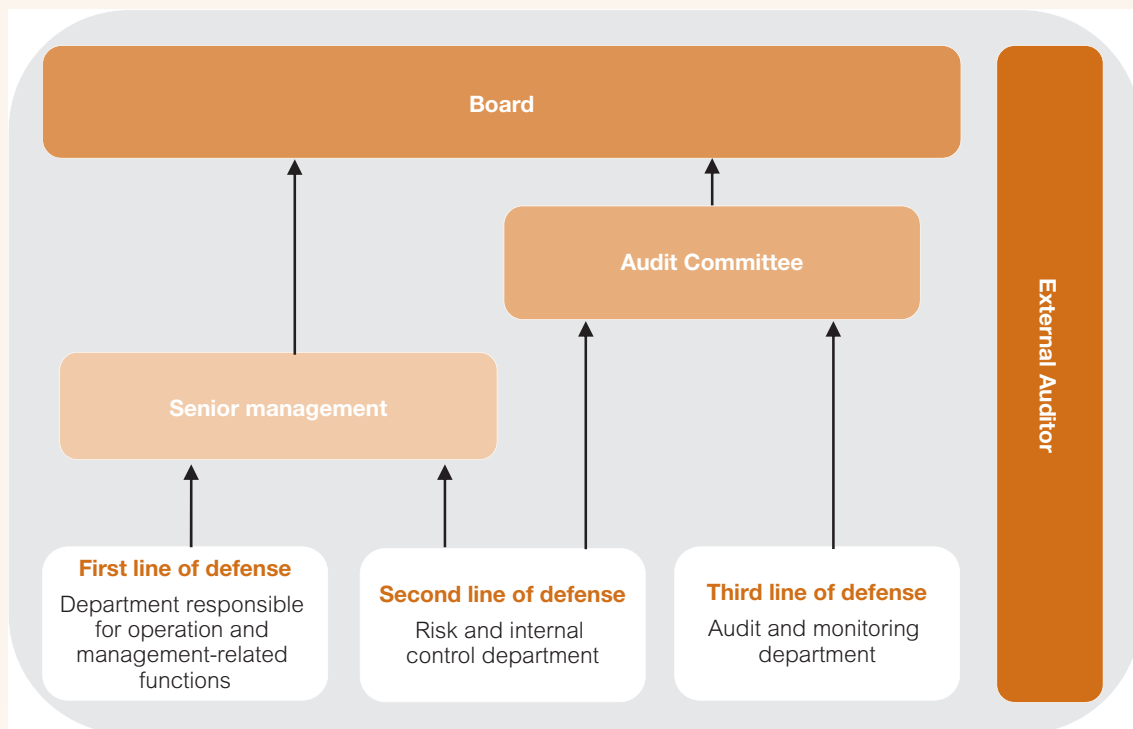 Board
Audit Committee
External Auditor
Senior management
First line of defense
Department responsible
for operation and
management-related
functions
Second line of defense
Risk and internal
control department
Third line of defense
Audit and monitoring
department